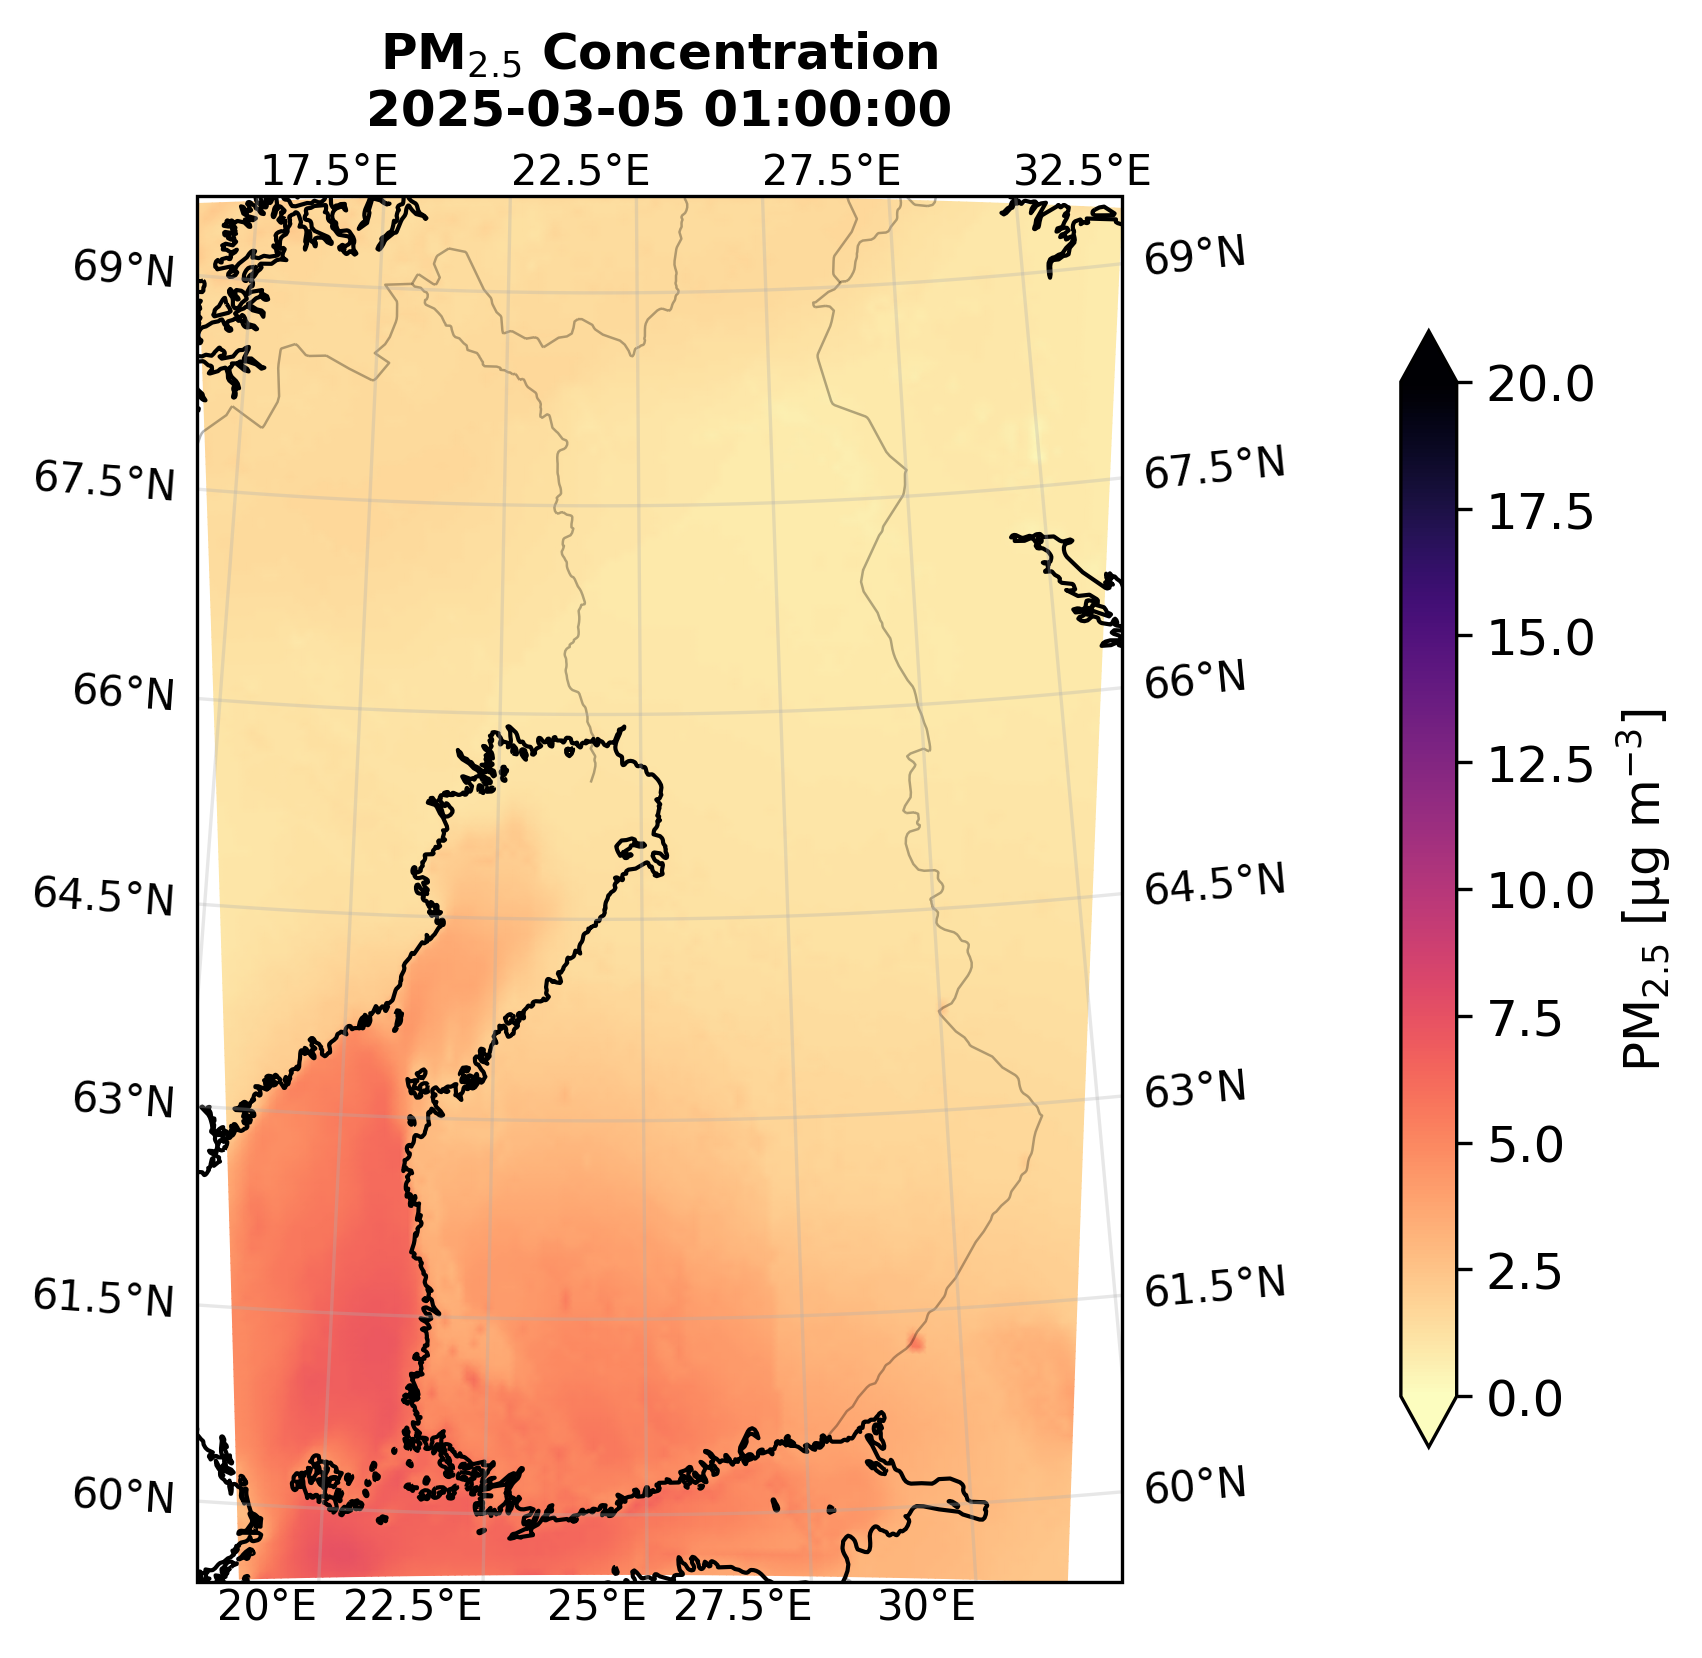 PM2.5 Concentration
2025-03-05 01:00:00
17.5°E 22.5°E 27.5°E 32.5°E
69°N 69°N
67.5°N 67.5°N
66°N 66°N
64.5°N 64.5°N
63°N 63°N
61.5°N 61.5°N
60°N 60°N
20°E 22.5°E 25°E 27.5°E 30°E
20.0
17.5
15.0
12.5
10.0
7.5
5.0
2.5
0.0
PM2.5 [µg m−3]